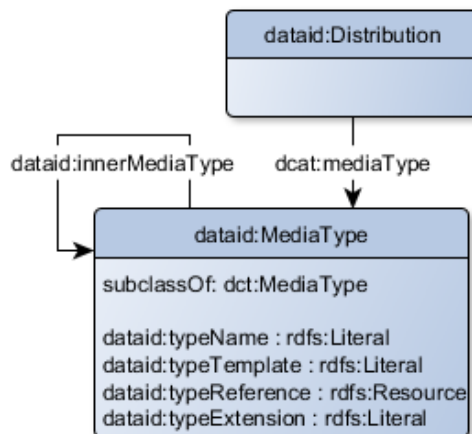 dataid:Distribution
dataid:innerMediaType
dcat:mediaType
dataid:MediaType
subclassOf: dct:MediaType
dataid:typeName : rdfs:Literal
dataid:typeTemplate : rdfs:Literal
dataid:typeReference : rdfs:Resource
dataid:typeExtension : rdfs:Literal